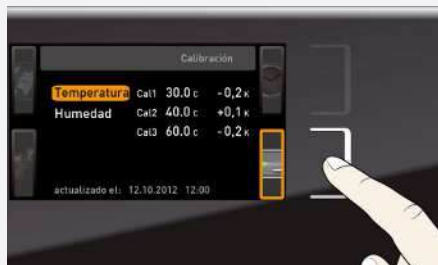 Calibración
Temperatura Cal1 30.0 C -0,2 K
Humedad Cal2 40.0 C +0,1 K
Cal3 60.0 C -0,2 K
actualizado el: 12.10.2012 12:00